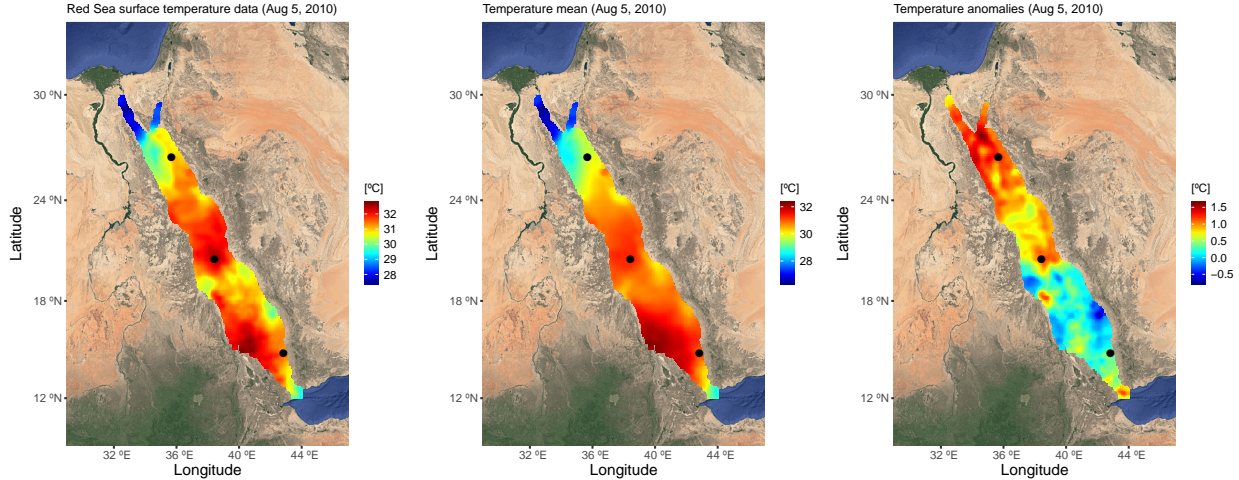 Red Sea surface temperature data (Aug 5, 2010)
30 ºN
24 ºN
18 ºN
12 ºN
Latitude
32 ºE
36 ºE
40 ºE
44 ºE
Longitude
[ºC]
32
31
30
29
28
Temperature mean (Aug 5, 2010)
30 ºN
24 ºN
18 ºN
12 ºN
Latitude
32 ºE
36 ºE
40 ºE
44 ºE
Longitude
[ºC]
32
30
28
Temperature anomalies (Aug 5, 2010)
30 ºN
24 ºN
18 ºN
12 ºN
Latitude
32 ºE
36 ºE
40 ºE
44 ºE
Longitude
[ºC]
1.5
1.0
0.5
0.0
−0.5